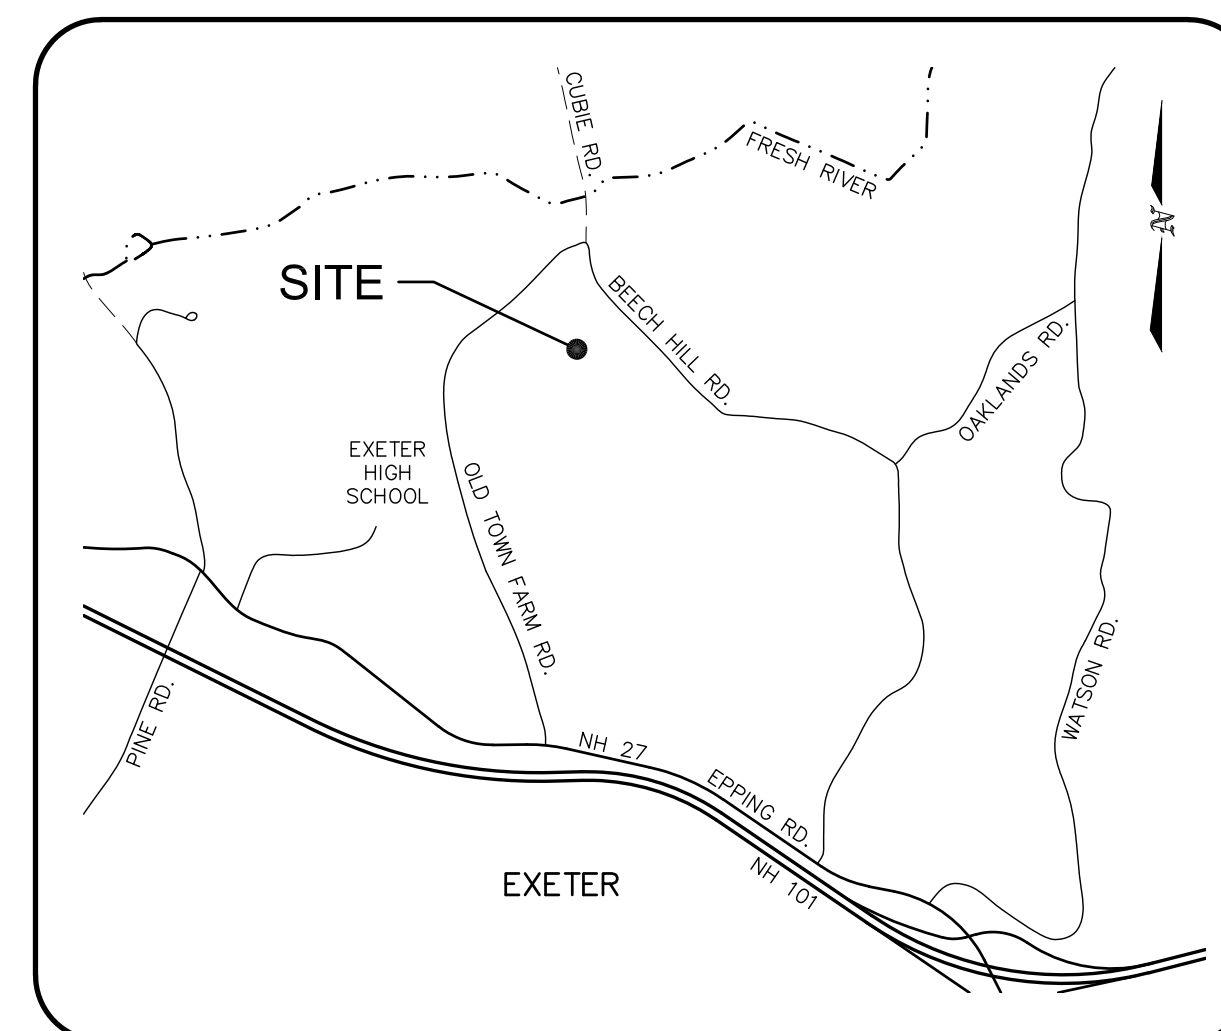 CUBIE RD.
FRESH RIVER
N
SITE
BEECH HILL RD.
OAKLANDS RD.
EXETER
HIGH
SCHOOL
OLD TOWN FARM RD.
WATSON RD.
PINE RD.
NH 27
EPPING RD.
NH 101
EXETER